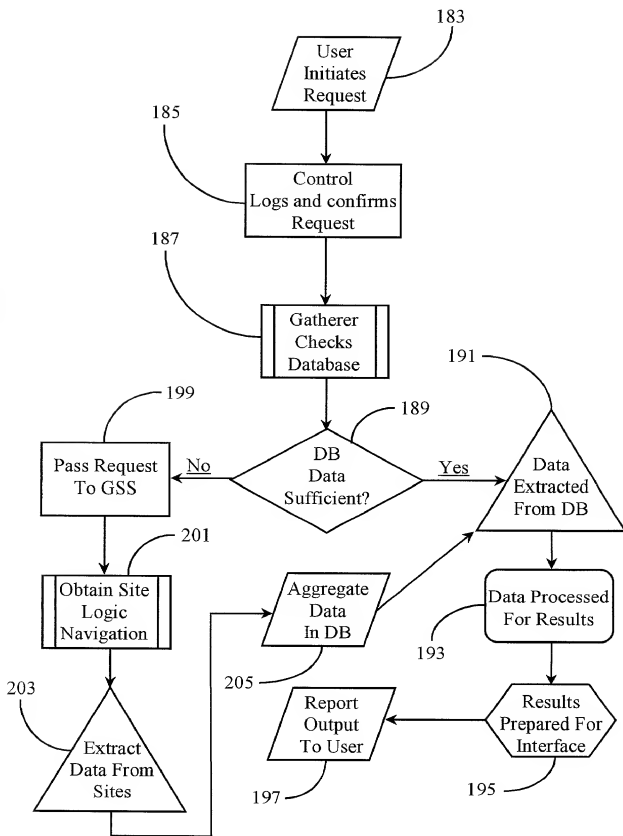 183
User
Initiates
Request
185
Control
Logs and confirms
Request
187
Gatherer
Checks
Database
191
199
189
Pass Request
To GSS
No
DB
Data
Sufficient?
Yes
Data
Extracted
From DB
201
Obtain Site
Logic
Navigation
Aggregate
Data
In DB
205
Data Processed
For Results
193
203
Extract
Data From
Sites
Report
Output
To User
197
Results
Prepared For
Interface
195